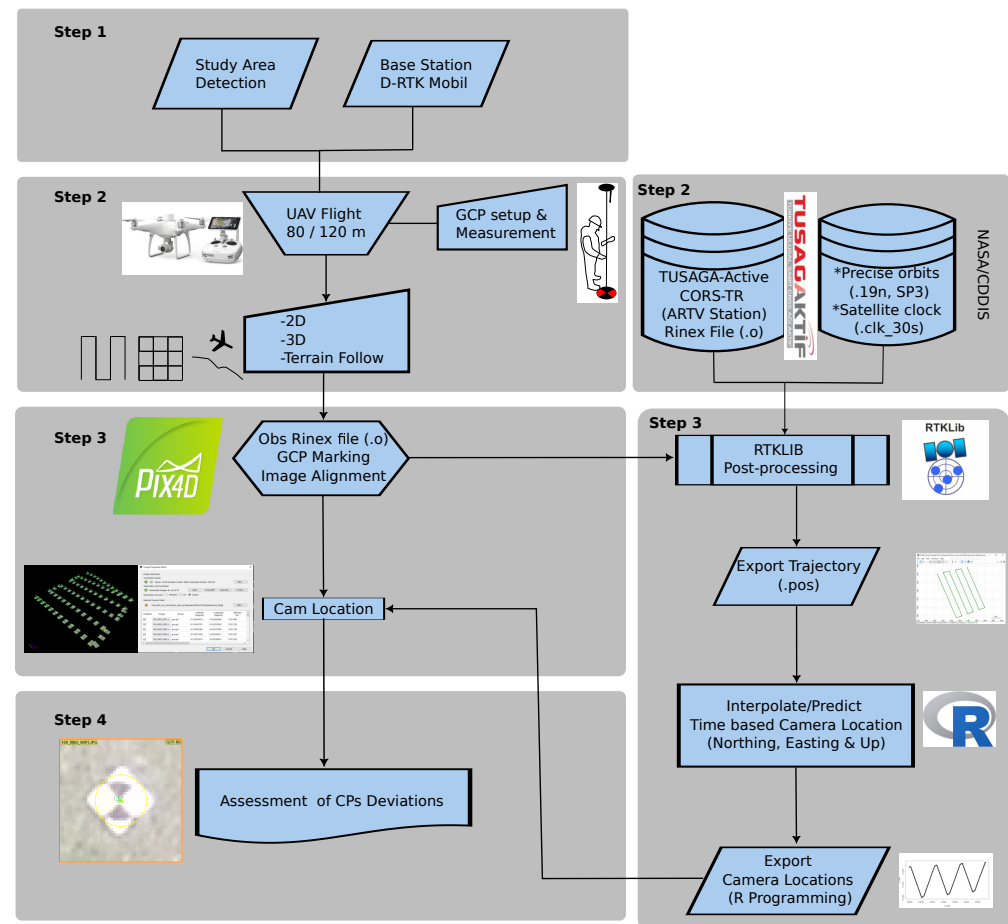 Step 1
Study Area
Detection
Base Station
D-RTK Mobil
Step 2
UAV Flight
80 / 120 m
GCP setup &
Measurement
-2D
-3D
-Terrain Follow
Step 2
TUSAGA-Active
CORS-TR
(ARTV Station)
Rinex File (.o)
TUSAGAKTİF
*Precise orbits
(.19n, SP3)
*Satellite clock
(.clk_30s)
NASA/CDDIS
Step 3
PIX4D
Obs Rinex file (.o)
GCP Marking
Image Alignment
Cam Location
Step 3
RTKLIB
Post-processing
RTKLib
Export Trajectory
(.pos)
Interpolate/Predict
Time based Camera Location
(Northing, Easting & Up)
R
Export
Camera Locations
(R Programming)
Step 4
Assessment of CPs Deviations